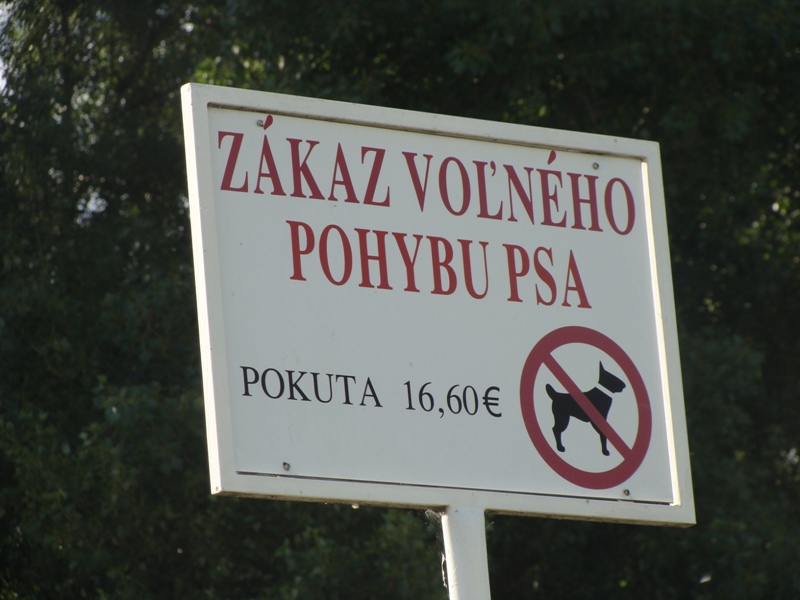 ZÁKAZ VOĽNÉHO
POHYBU PSA
POKUTA 16,60€